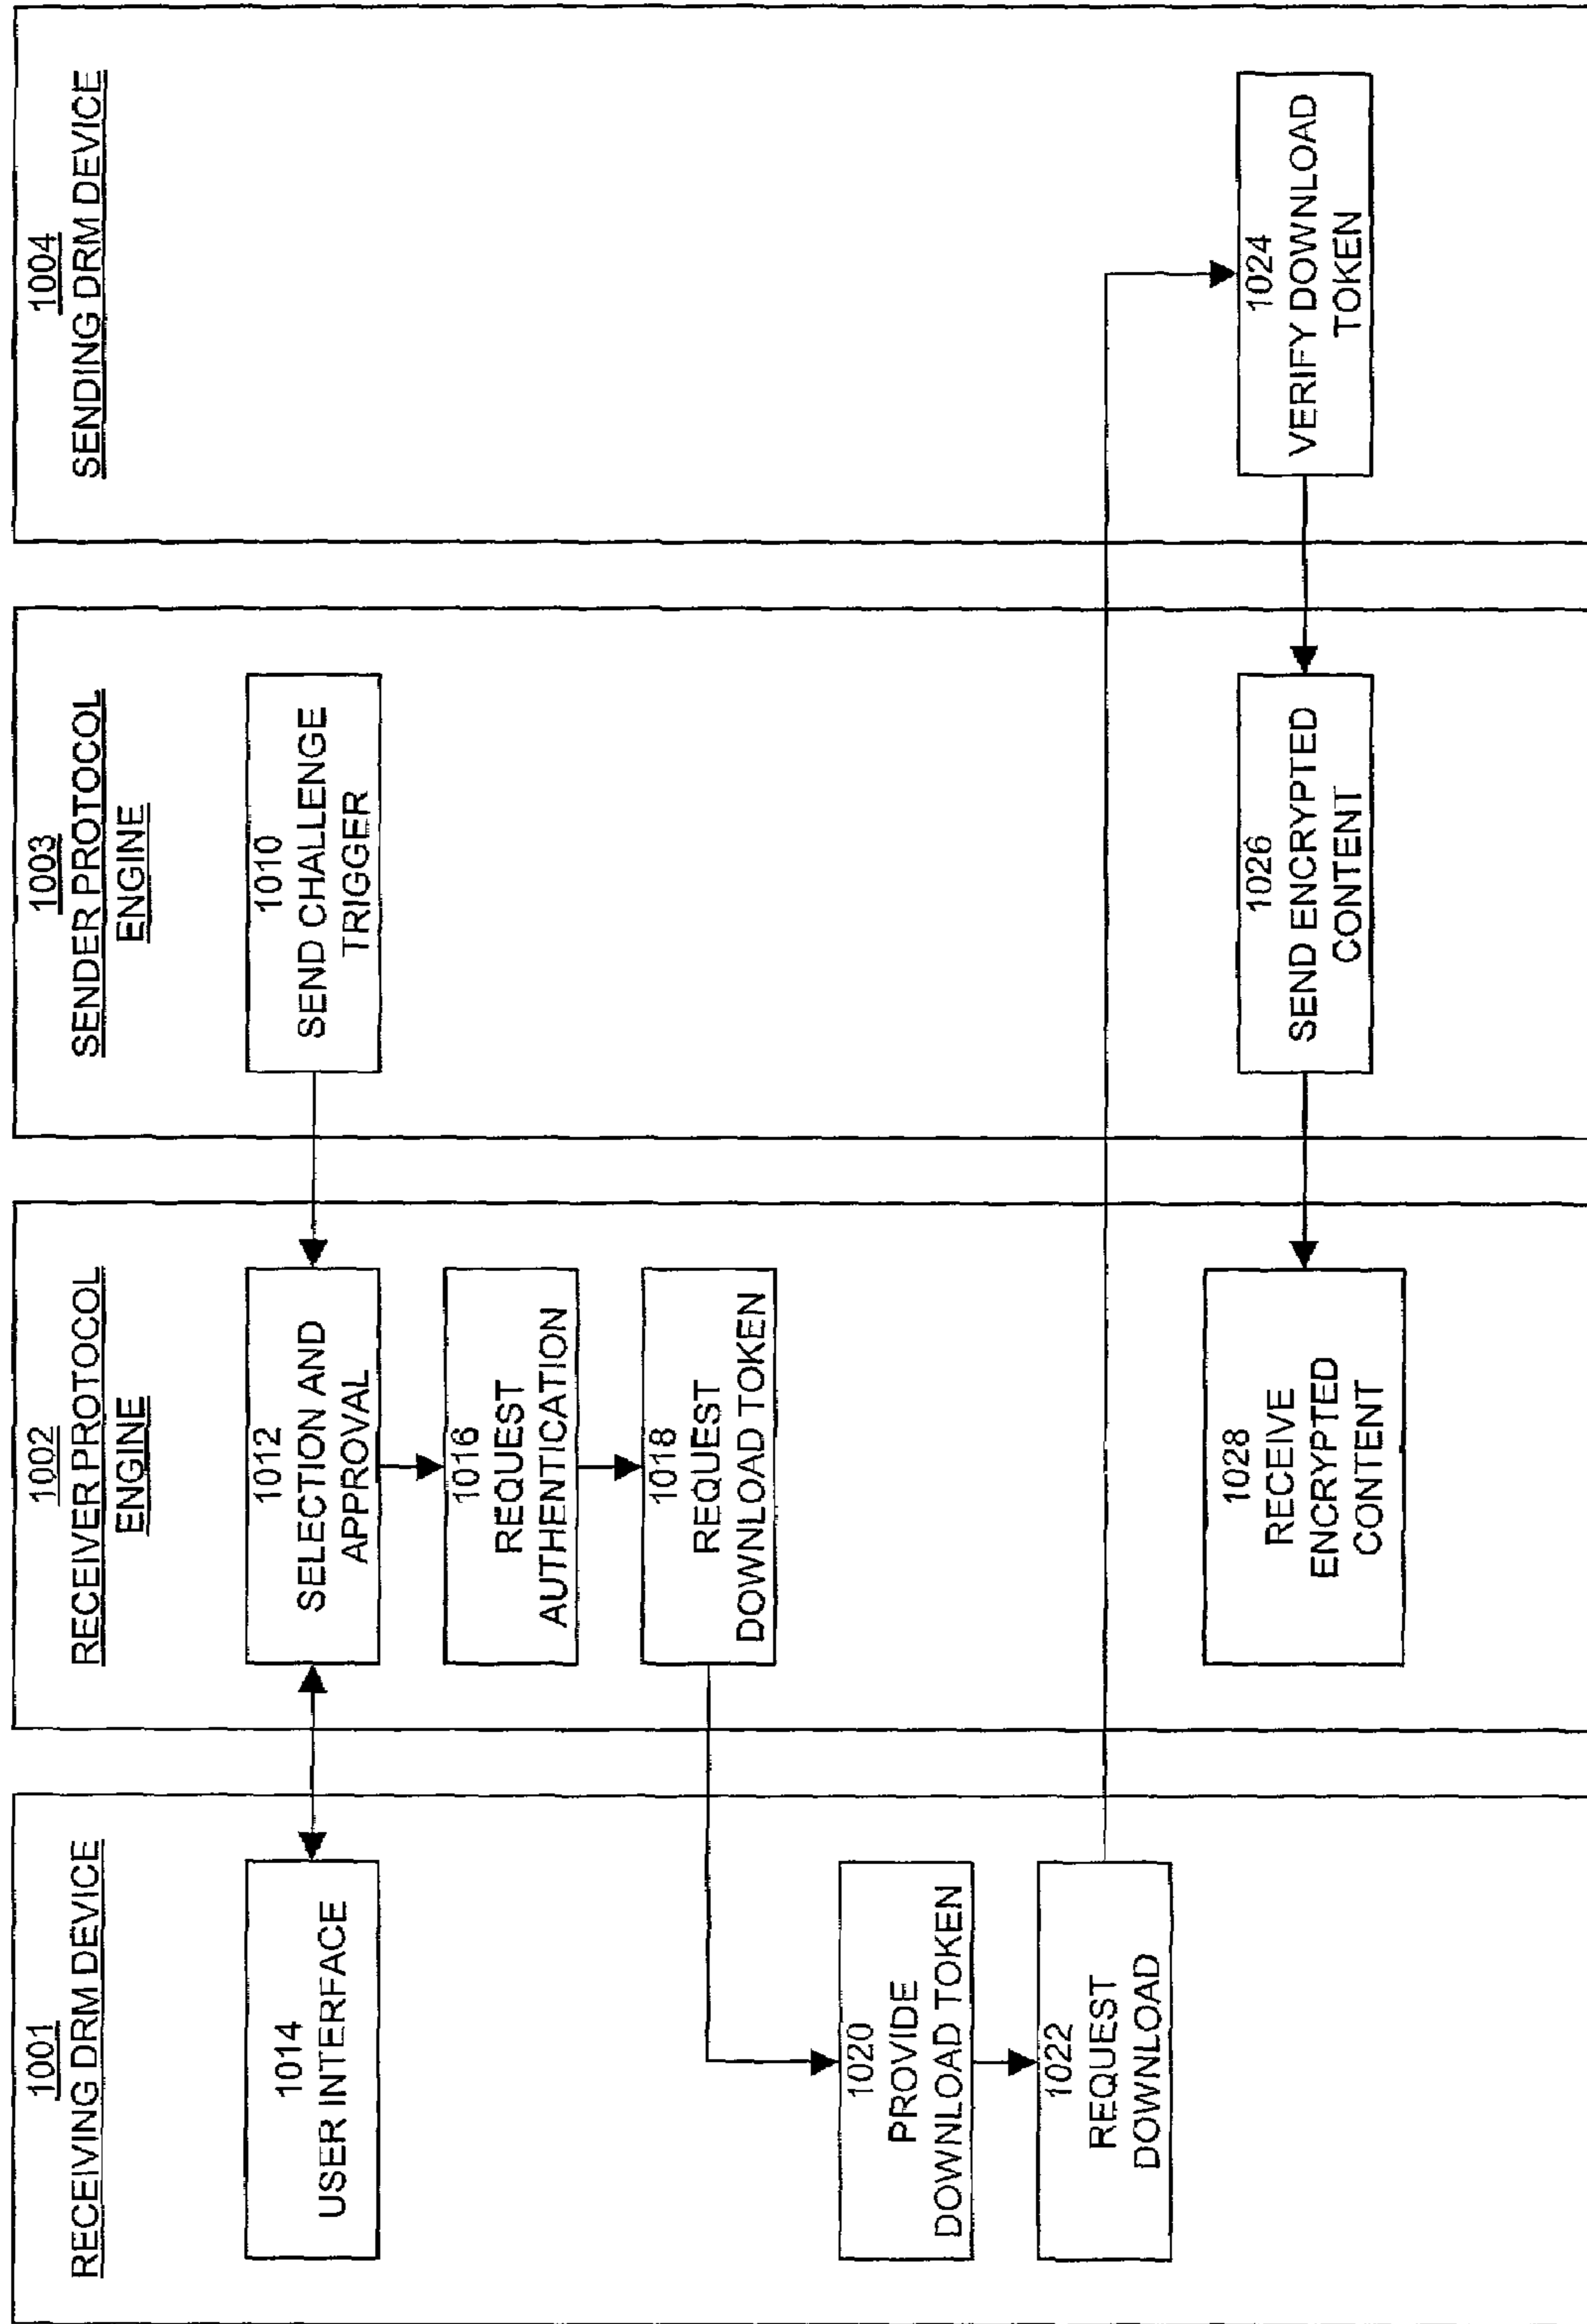 1001
RECEIVING DRM DEVICE
1014
USER INTERFACE
1020
PROVIDE
DOWNLOAD TOKEN
1022
REQUEST
DOWNLOAD
1002
RECEIVER PROTOCOL
ENGINE
1012
SELECTION AND
APPROVAL
1016
REQUEST
AUTHENTICATION
1018
REQUEST
DOWNLOAD TOKEN
1028
RECEIVE
ENCRYPTED
CONTENT
1003
SENDER PROTOCOL
ENGINE
1010
SEND CHALLENGE
TRIGGER
1026
SEND ENCRYPTED
CONTENT
1004
SENDING DRM DEVICE
1024
VERIFY DOWNLOAD
TOKEN